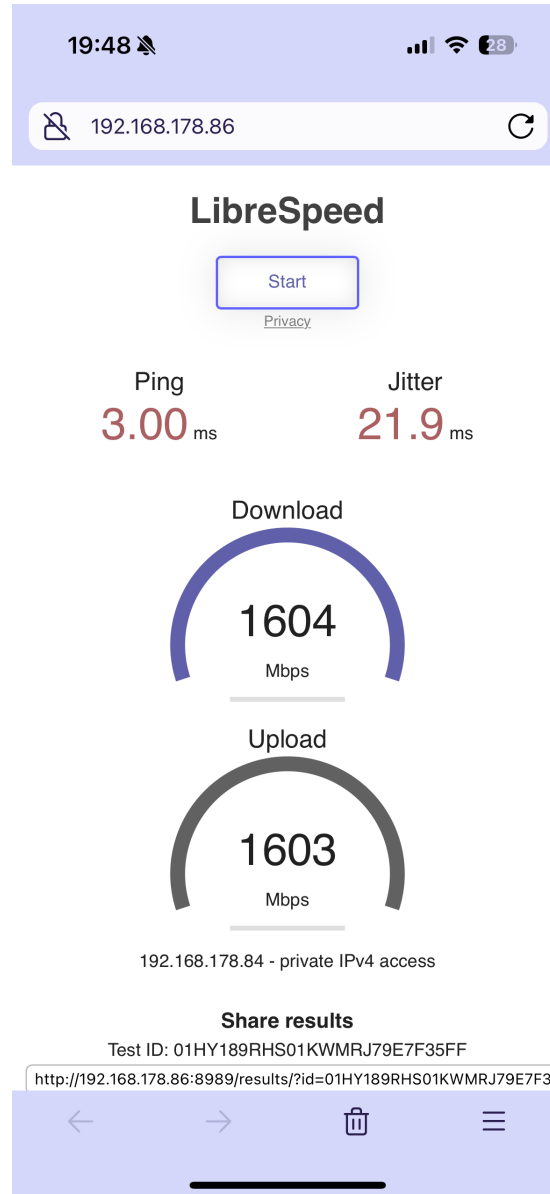 19:48
28
192.168.178.86
LibreSpeed
Start
Privacy
Ping
3.00 ms
Jitter
21.9 ms
Download
1604
Mbps
Upload
1603
Mbps
192.168.178.84 - private IPv4 access
Share results
Test ID: 01HY189RHS01KWMRJ79E7F35FF
http://192.168.178.86:8989/results/?id=01HY189RHS01KWMRJ79E7F3